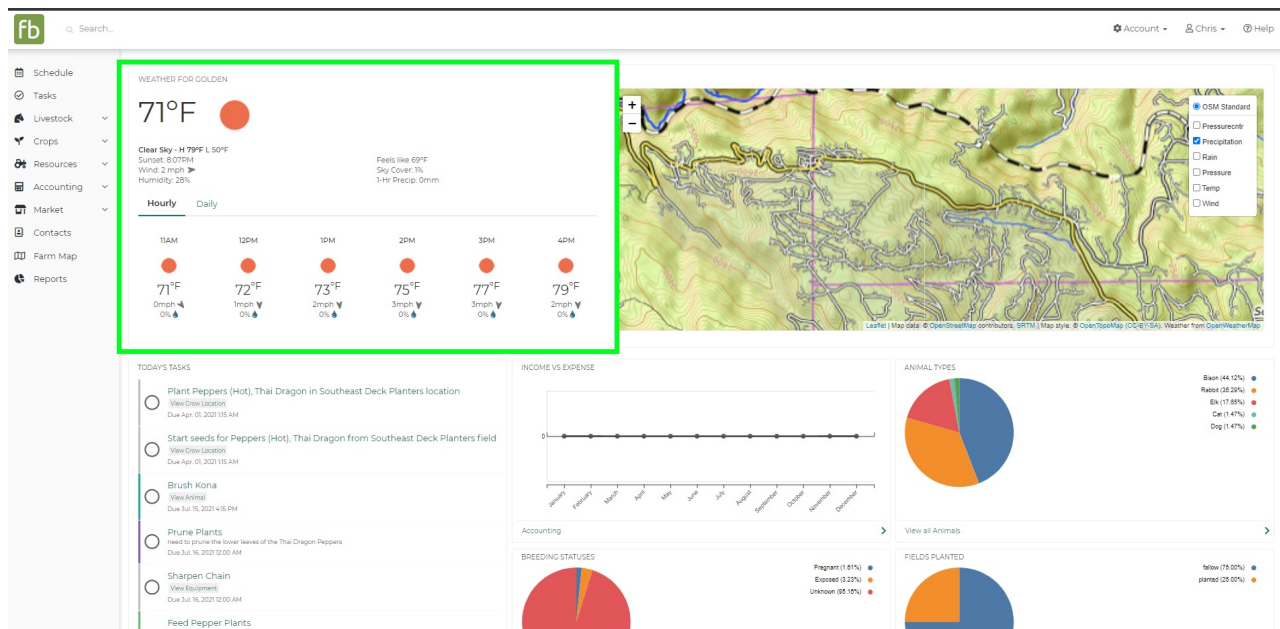 fb
Search...
Account
Chris
Help
Schedule
Tasks
Livestock
Crops
Resources
Accounting
Market
Contacts
Farm Map
Reports
WEATHER FOR GOLDEN
71°F
Clear Sky - H 79°F L 50°F
Sunset: 8:07PM
Wind: 2 mph
Humidity: 28%
Feels like 69°F
Sky Cover: 1%
1-Hr Precip: 0mm
Hourly Daily
11AM 12PM 1PM 2PM 3PM 4PM
71°F 72°F 73°F 75°F 77°F 79°F
0mph 1mph 2mph 3mph 3mph 2mph
0% 0% 0% 0% 0% 0%
+
−
OSM Standard
Pressurecntr
Precipitation
Rain
Pressure
Temp
Wind
Leaflet | Map data: © OpenStreetMap contributors, SRTM | Map style: © OpenTopoMap (CC-BY-SA), Weather from OpenWeatherMap
TODAY'S TASKS
Plant Peppers (Hot), Thai Dragon in Southeast Deck Planters location
View Grow Location
Due Apr. 01, 2021 1:15 AM
Start seeds for Peppers (Hot), Thai Dragon from Southeast Deck Planters field
View Grow Location
Due Apr. 01, 2021 1:15 AM
Brush Kona
View Animal
Due Jul. 15, 2021 4:15 PM
Prune Plants
need to prune the lower leaves of the Thai Dragon Peppers
Due Jul. 16, 2021 12:00 AM
Sharpen Chain
View Equipment
Due Jul. 16, 2021 12:00 AM
Feed Pepper Plants
INCOME VS EXPENSE
0
January February March April May June July August September October November December
Accounting
ANIMAL TYPES
Bison (44.12%)
Rabbit (35.29%)
Elk (17.65%)
Cat (1.47%)
Dog (1.47%)
View all Animals
BREEDING STATUSES
Pregnant (1.61%)
Exposed (3.23%)
Unknown (95.16%)
FIELDS PLANTED
fallow (75.00%)
planted (25.00%)